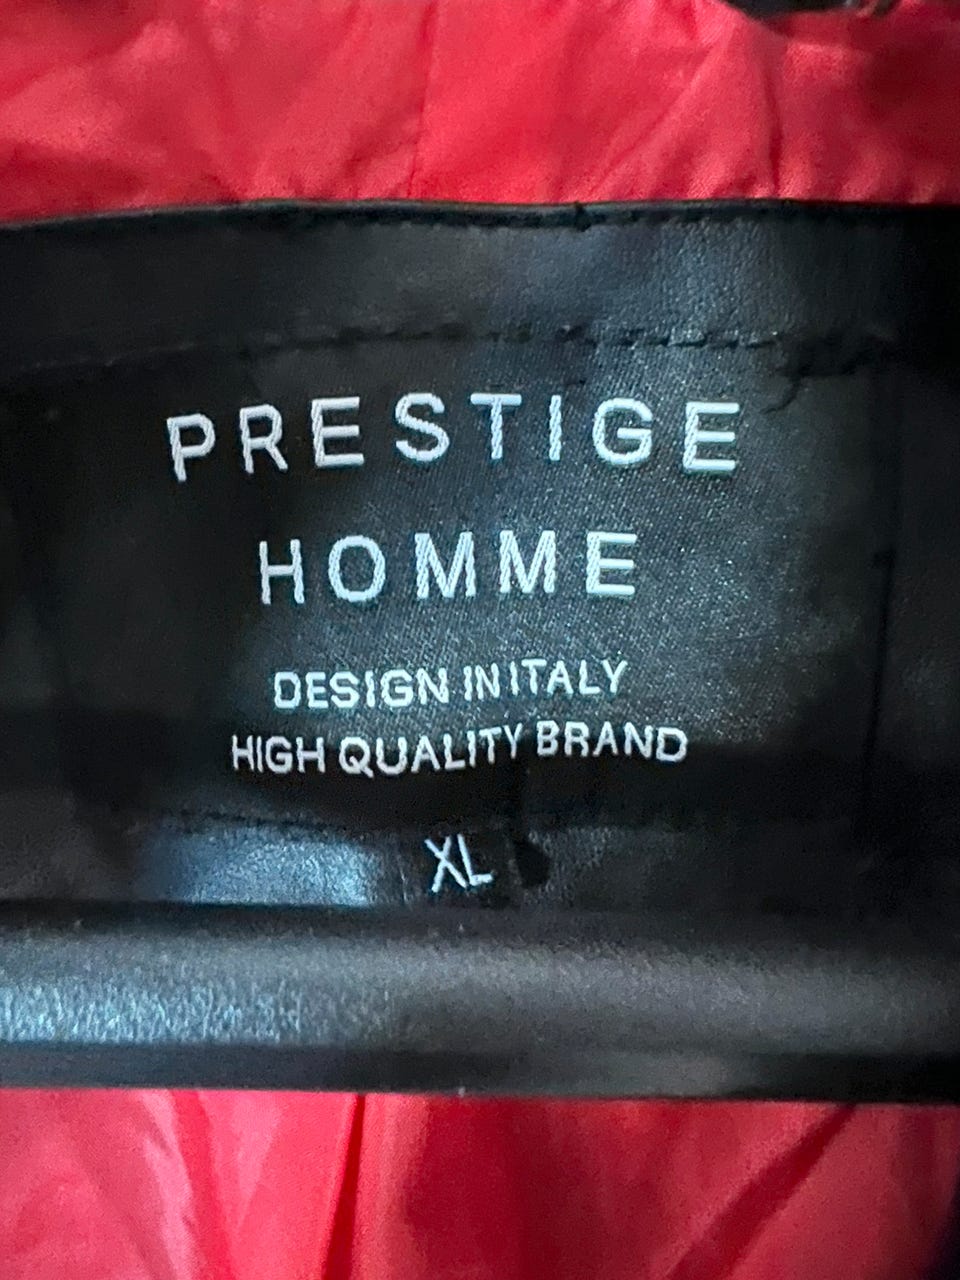 PRESTIGE
HOMME
DESIGN IN ITALY
HIGH QUALITY BRAND
XL